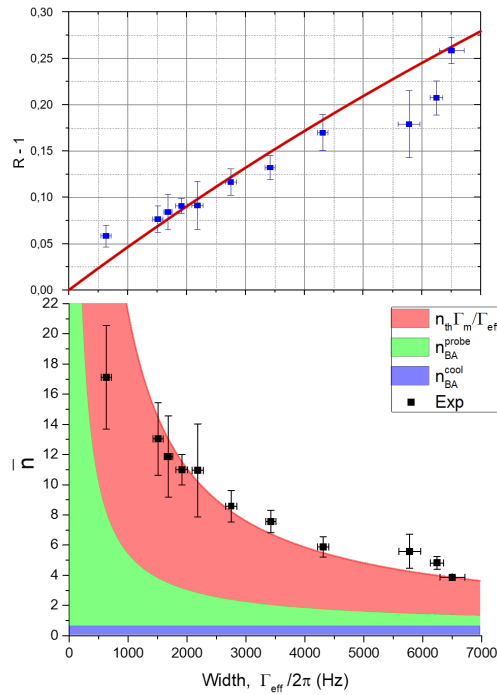 0,30
0,25
0,20
0,15
0,10
0,05
0,00
R - 1
22
20
18
16
14
12
10
8
6
4
2
0
n̅
n_thΓ_m/Γ_eff
n_BA^probe
n_BA^cool
Exp
0 1000 2000 3000 4000 5000 6000 7000
Width, Γ_eff/2π (Hz)